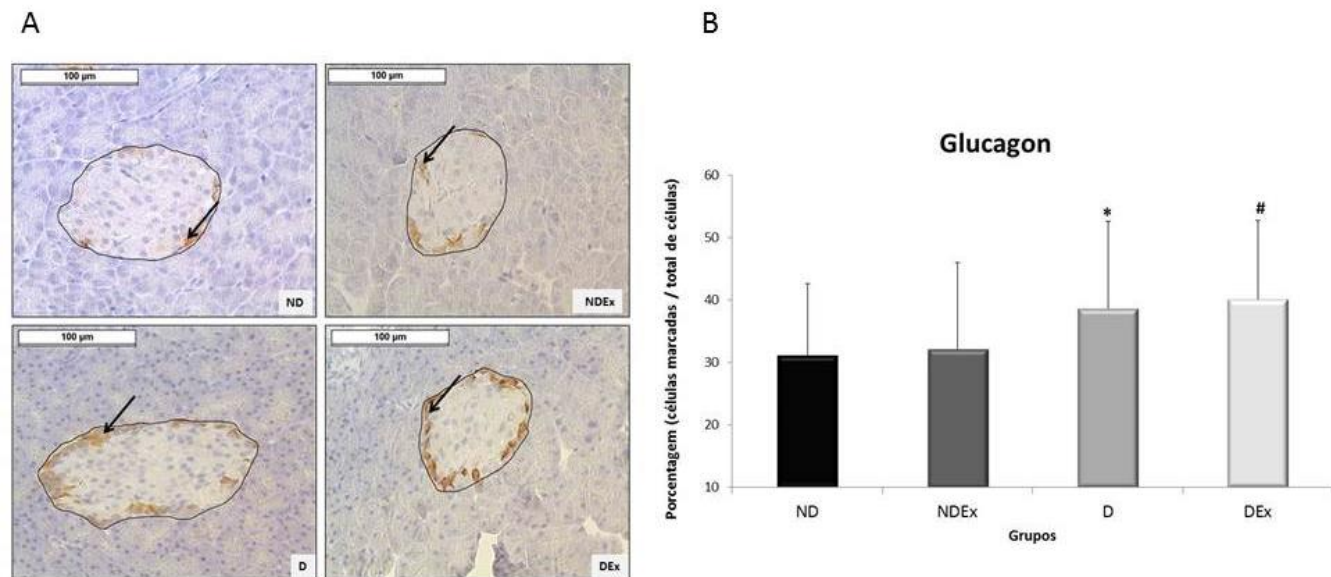 A
100 µm
ND
100 µm
NDEx
100 µm
D
100 µm
DEx
B
Glucagon
Porcentagem (células marcadas / total de células)
60
50
40
30
20
10
*
#
ND
NDEx
D
DEx
Grupos